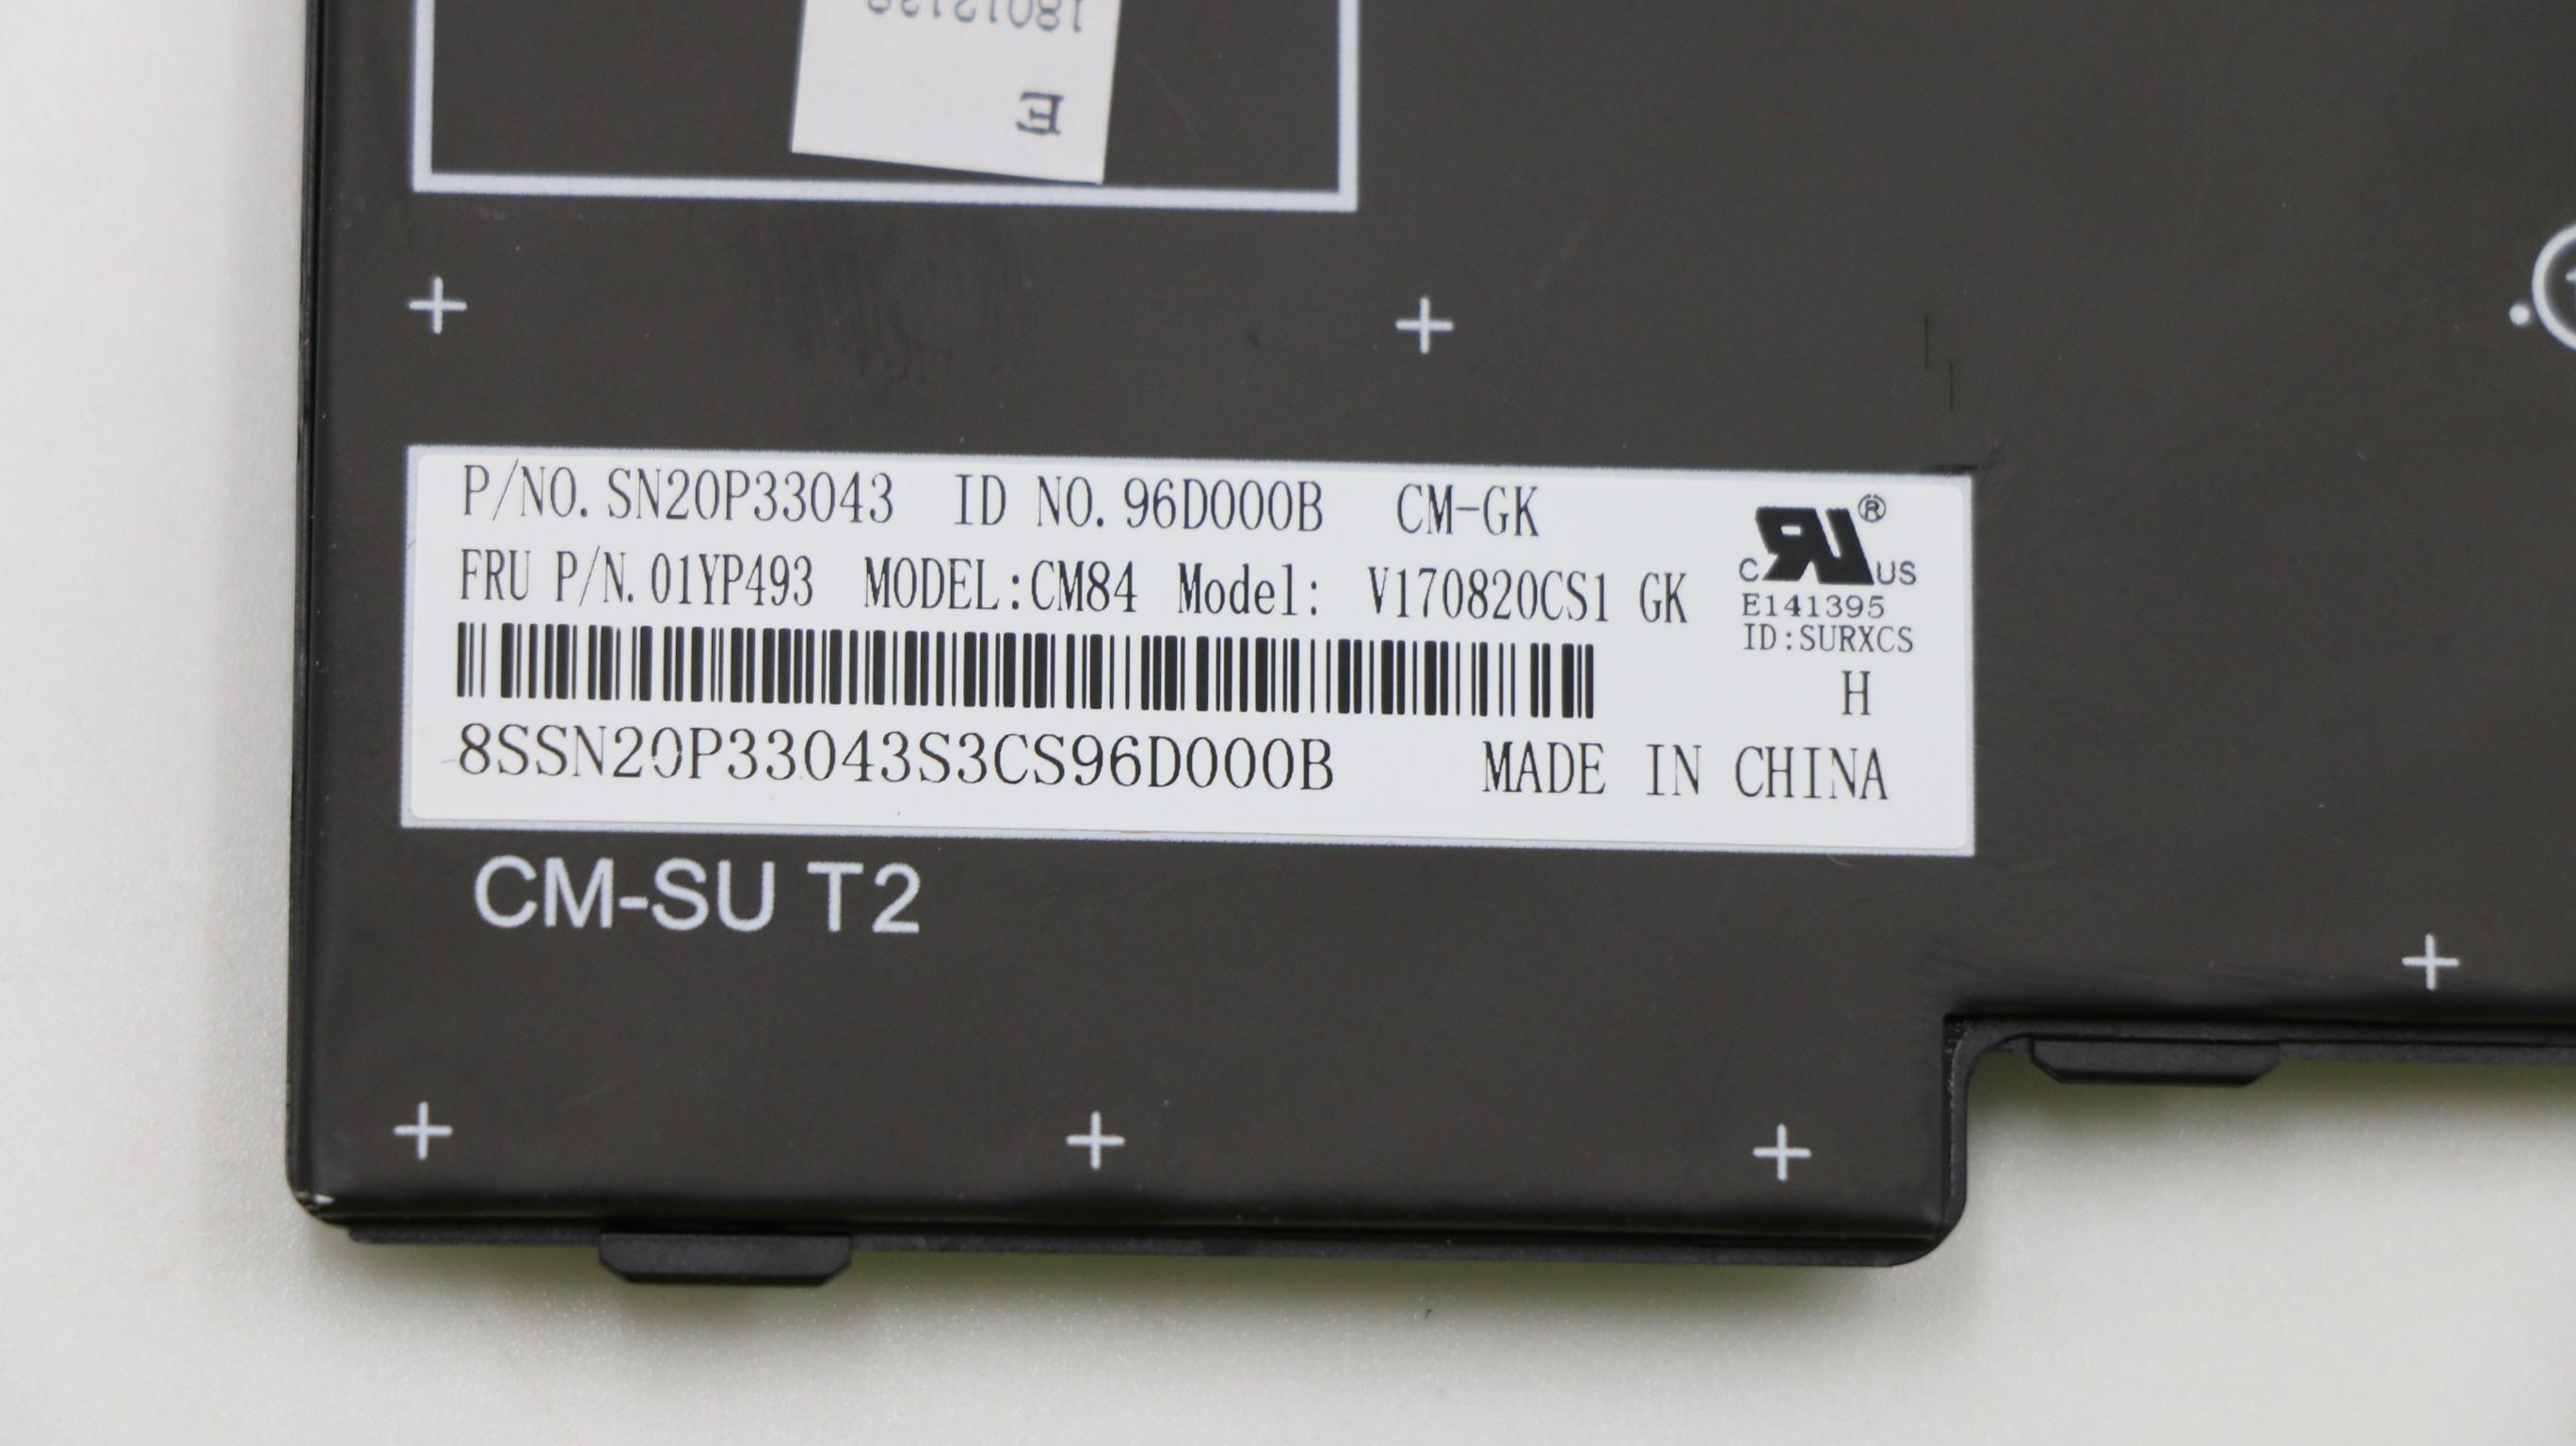 E
P/NO. SN20P33043 ID NO. 96D000B CM-GK
FRU P/N. 01YP493 MODEL:CM84 Model: V170820CS1 GK
®
C US
E141395
ID:SURXCS
H
8SSN20P33043S3CS96D000B MADE IN CHINA
CM-SU T2